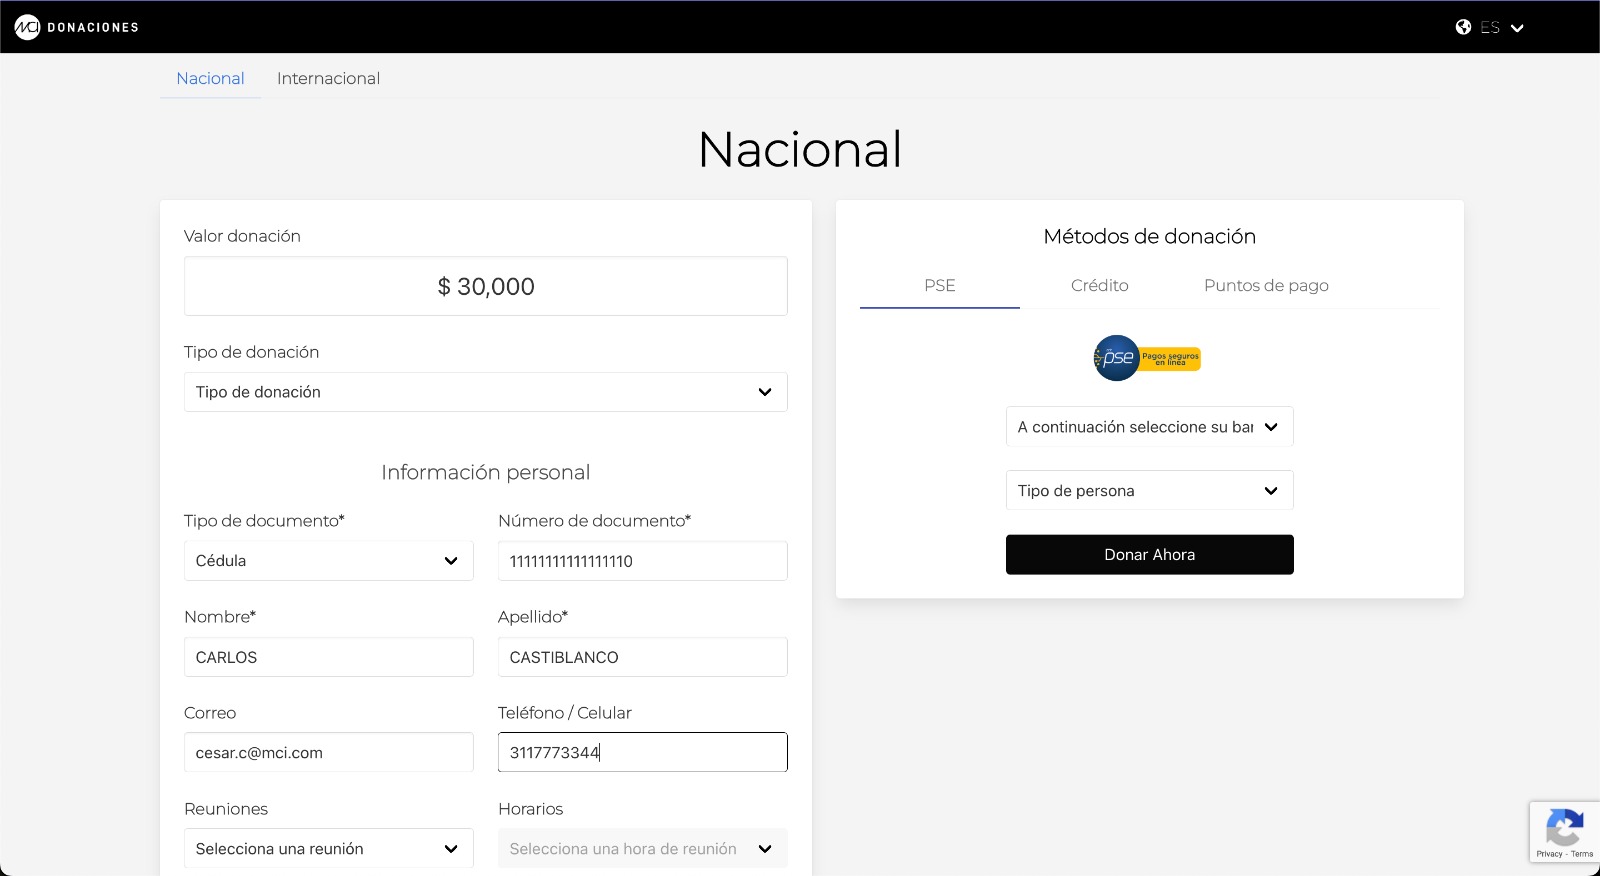 MCI DONACIONES
ES
Nacional Internacional
Nacional
Valor donación
$ 30,000
Tipo de donación
Tipo de donación
Información personal
Tipo de documento* Número de documento*
Cédula 11111111111111110
Nombre* Apellido*
CARLOS CASTIBLANCO
Correo Teléfono / Celular
cesar.c@mci.com 3117773344
Reuniones Horarios
Selecciona una reunión Selecciona una hora de reunión
Métodos de donación
PSE Crédito Puntos de pago
pse Pagos seguros
en línea
A continuación seleccione su bar
Tipo de persona
Donar Ahora
Privacy - Terms